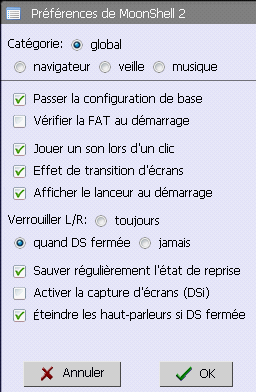 Préférences de MoonShell 2
Catégorie: global
navigateur veille musique
Passer la configuration de base
Vérifier la FAT au démarrage
Jouer un son lors d'un clic
Effet de transition d'écrans
Afficher le lanceur au démarrage
Verrouiller L/R: toujours
quand DS fermée jamais
Sauver régulièrement l'état de reprise
Activer la capture d'écrans (DSi)
éteindre les haut-parleurs si DS fermée
Annuler OK